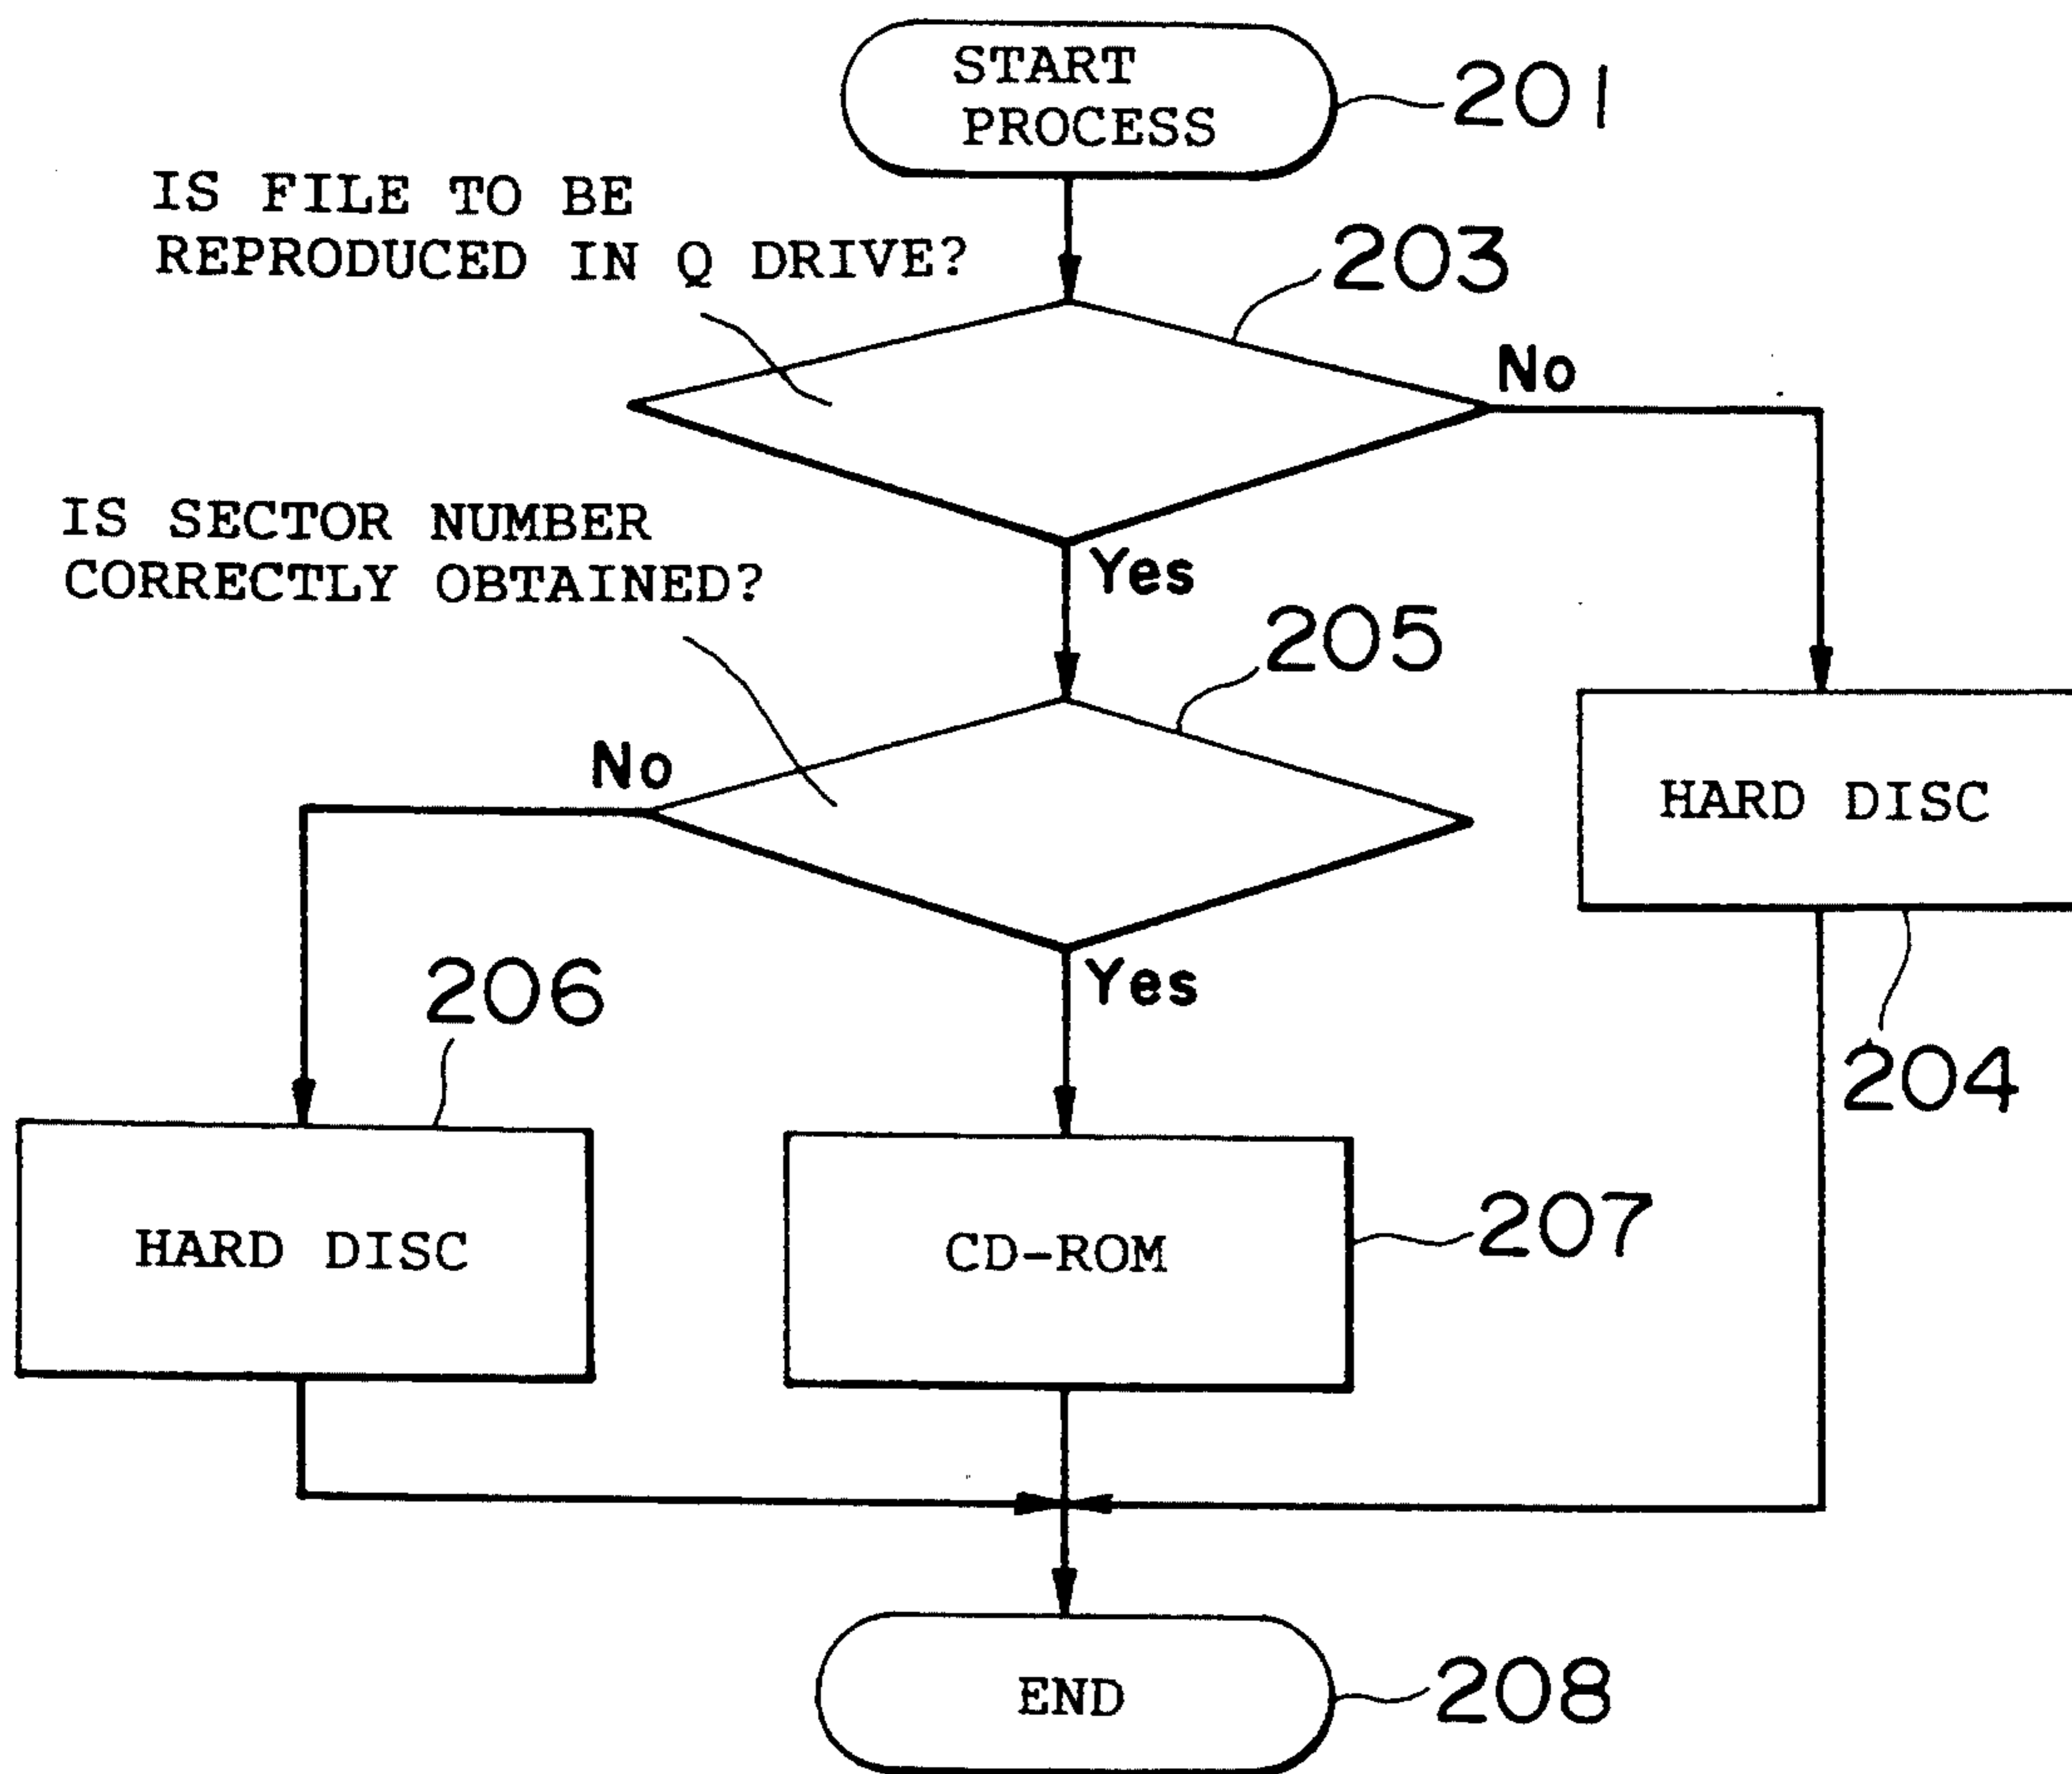 START
PROCESS
201
IS FILE TO BE
REPRODUCED IN Q DRIVE?
203
No
Yes
IS SECTOR NUMBER
CORRECTLY OBTAINED?
205
No
HARD DISC
204
Yes
206
HARD DISC
CD-ROM
207
END
208